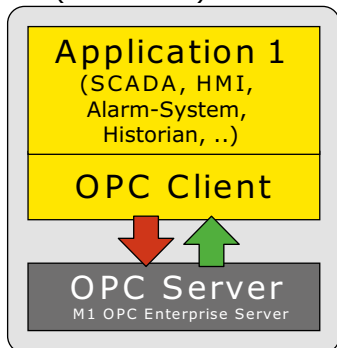 Application 1
(SCADA, HMI,
Alarm-System,
Historian, ..)
OPC Client
OPC Server
M1 OPC Enterprise Server